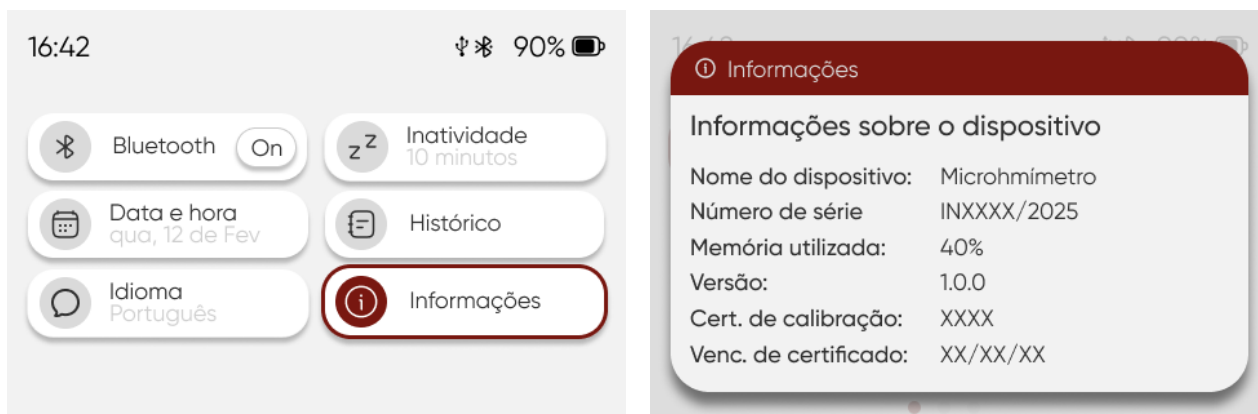 16:42
90%
Bluetooth On
Inatividade
10 minutos
Data e hora
qua, 12 de Fev
Histórico
Idioma
Português
Informações
Informações
Informações sobre o dispositivo
Nome do dispositivo: Microhmímetro
Número de série INXXXX/2025
Memória utilizada: 40%
Versão: 1.0.0
Cert. de calibração: XXXX
Venc. de certificado: XX/XX/XX